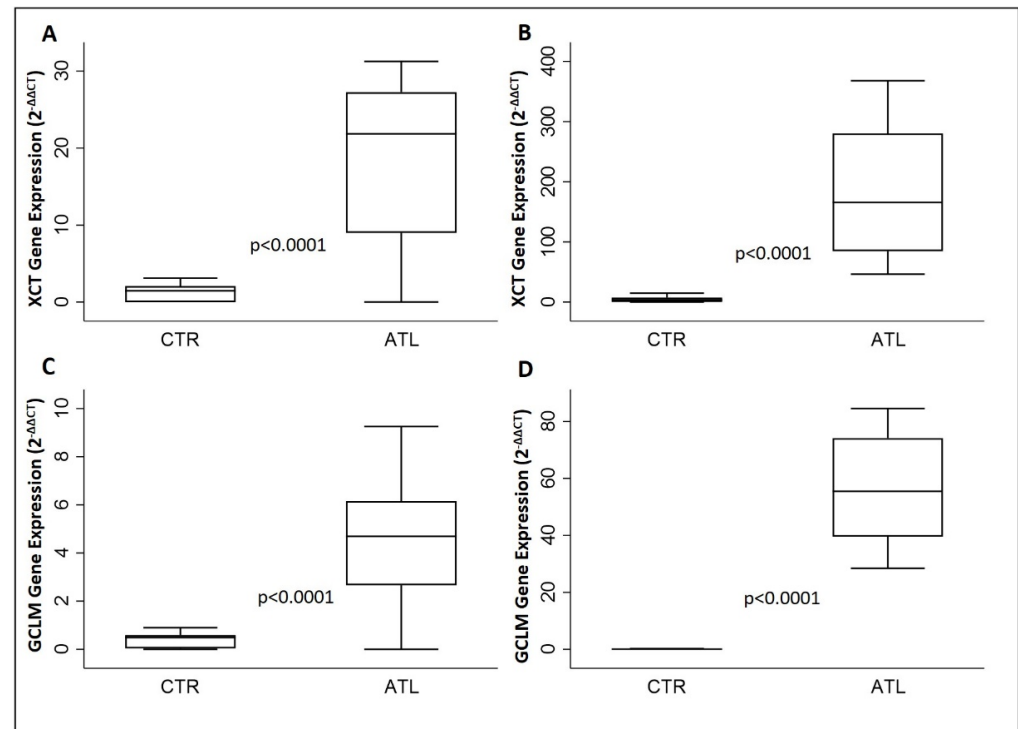 A
XCT Gene Expression (2-ΔΔCT)
30
20
10
0
p<0.0001
CTR
ATL
B
XCT Gene Expression (2-ΔΔCT)
400
300
200
100
0
p<0.0001
CTR
ATL
C
GCLM Gene Expression (2-ΔΔCT)
10
8
6
4
2
0
p<0.0001
CTR
ATL
D
GCLM Gene Expression (2-ΔΔCT)
80
60
40
20
0
p<0.0001
CTR
ATL